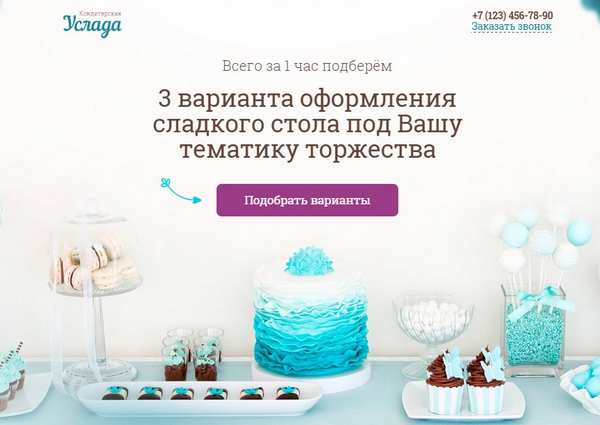 Кондитерская
Услада
+7 (123) 456-78-90
Заказать звонок
Всего за 1 час подберём
3 варианта оформления
сладкого стола под Вашу
тематику торжества
Подобрать варианты